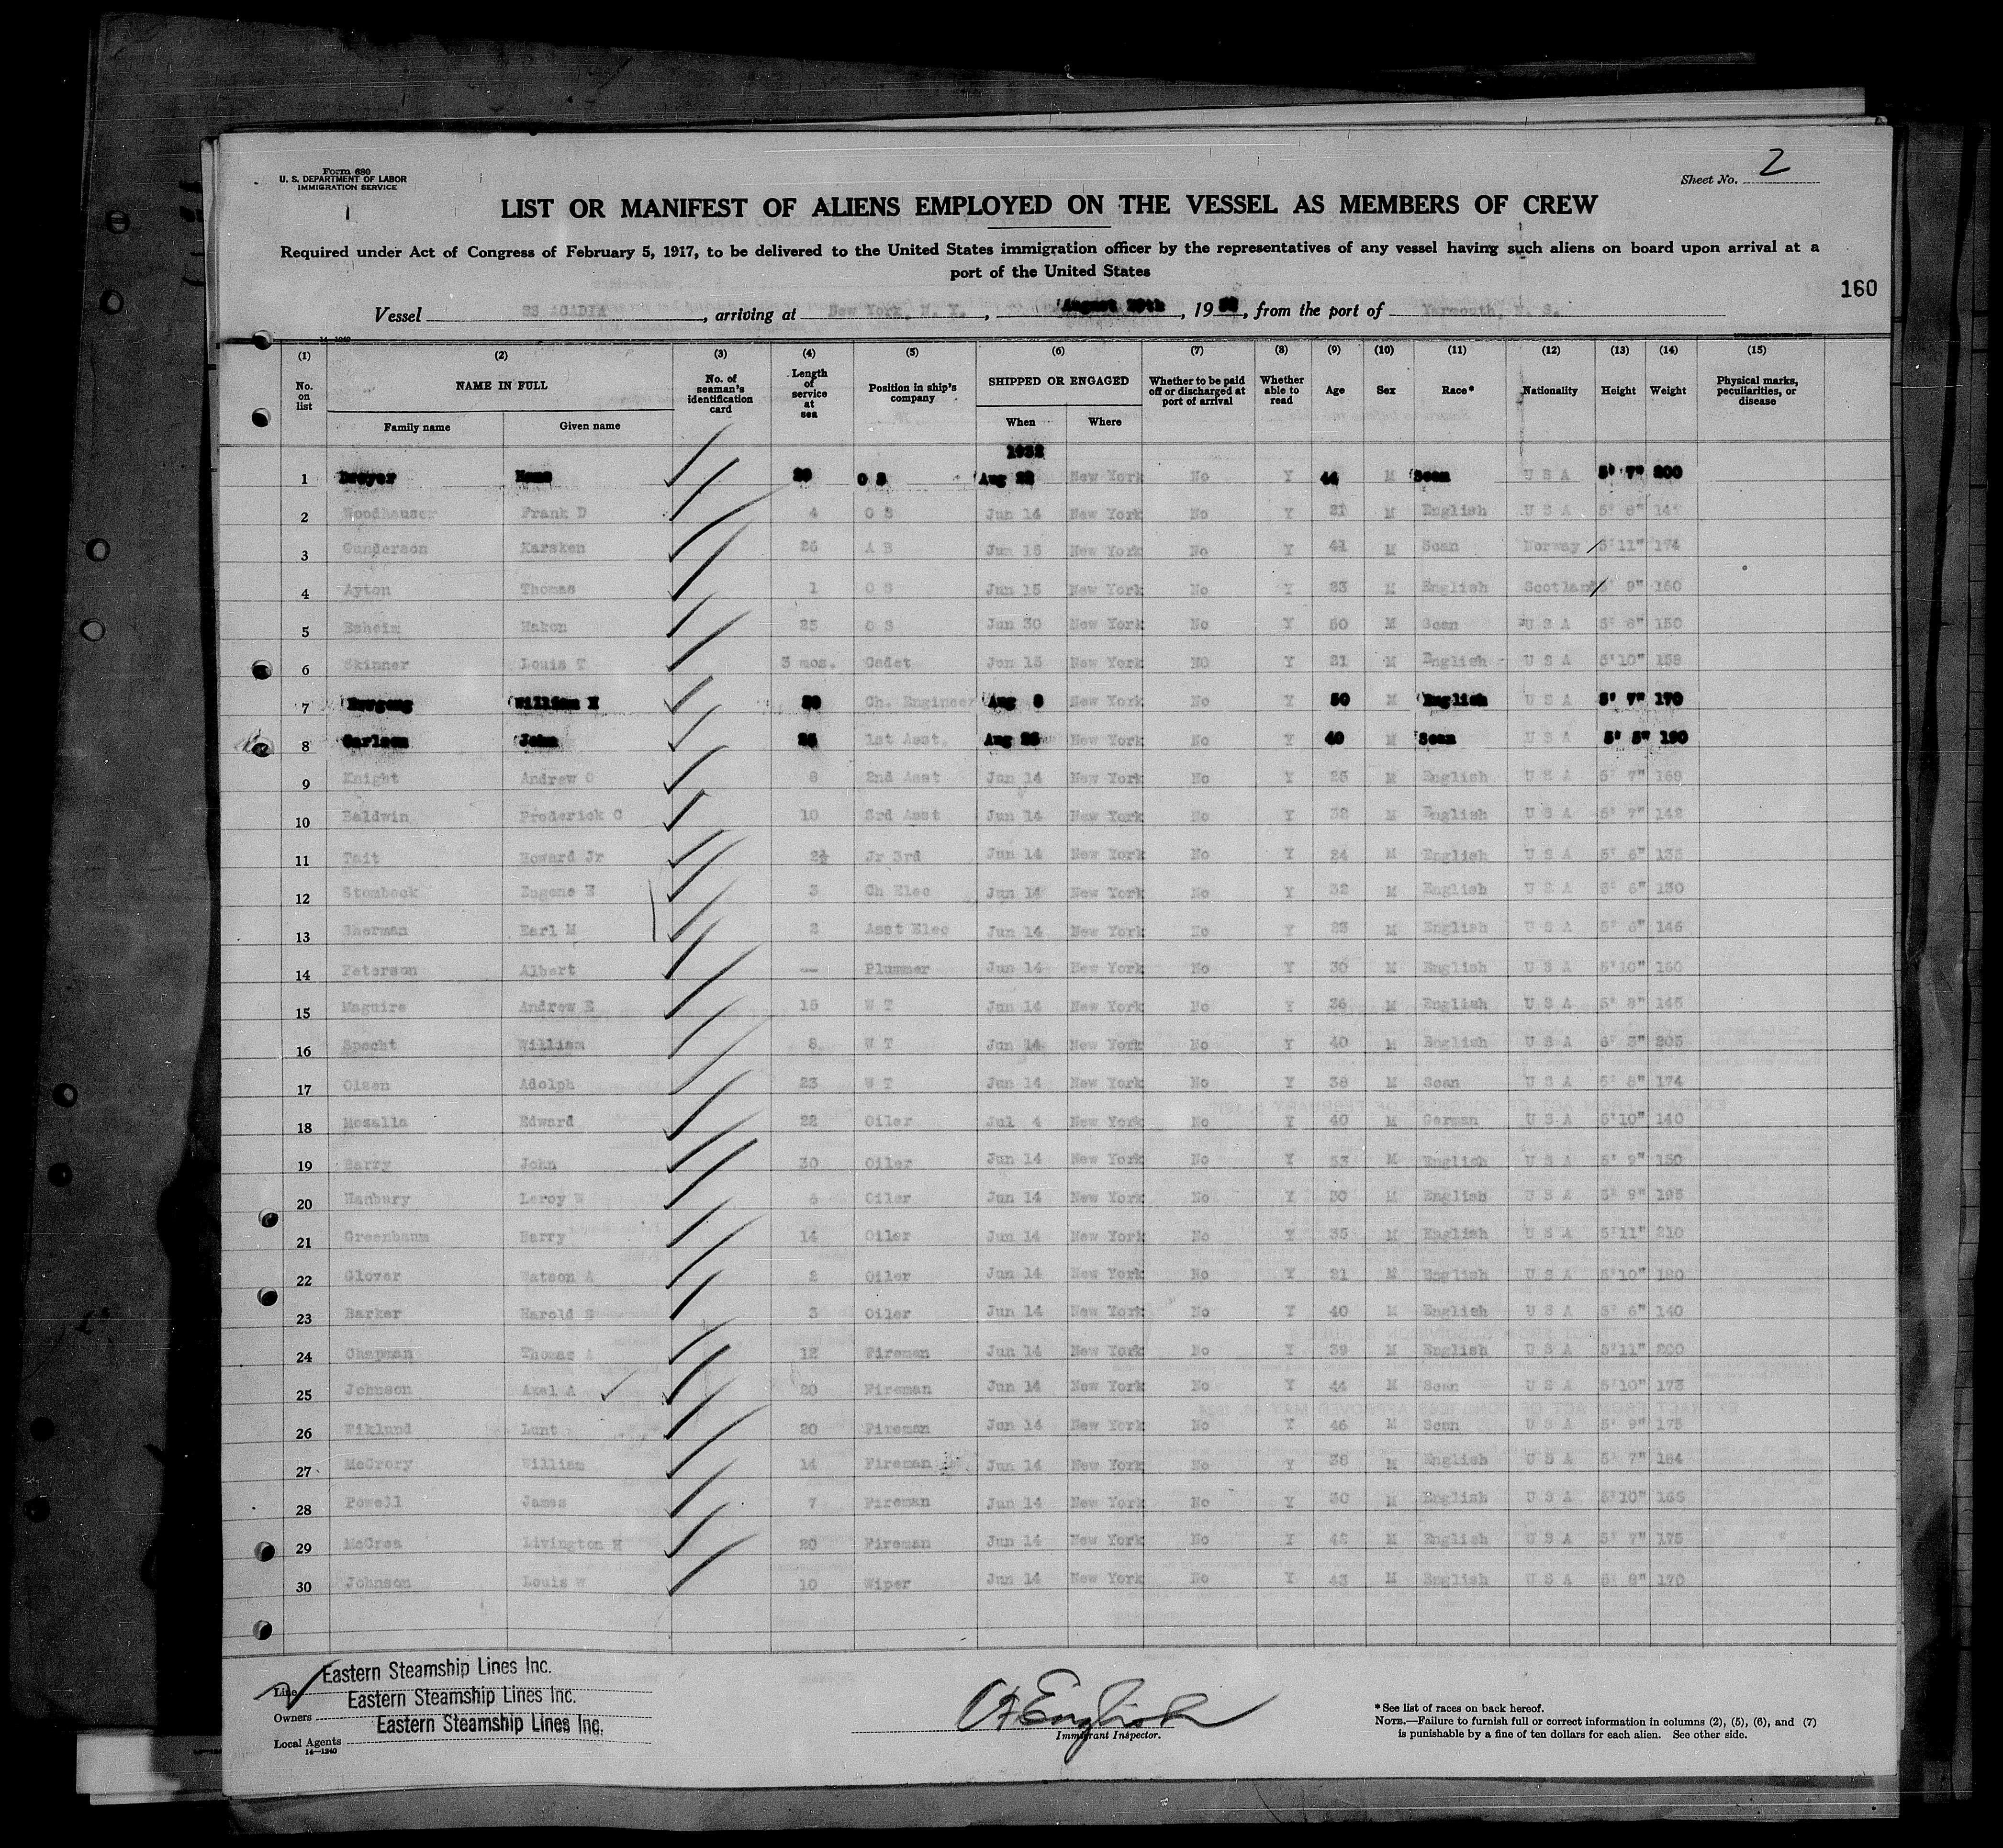 Form 680
U. S. DEPARTMENT OF LABOR
IMMIGRATION SERVICE
Sheet No. 2
LIST OR MANIFEST OF ALIENS EMPLOYED ON THE VESSEL AS MEMBERS OF CREW
Required under Act of Congress of February 5, 1917, to be delivered to the United States immigration officer by the representatives of any vessel having such aliens on board upon arrival at a
port of the United States
160
Vessel SS ACADIA, arriving at New York, N. Y., August 29th, 19 , from the port of Yarmouth, N. S.
14-1240
(1) (2) (3) (4) (5) (6) (7) (8) (9) (10) (11) (12) (13) (14) (15)
No. on list NAME IN FULL Family name Given name No. of seaman's identification card Length of service at sea Position in ship's company SHIPPED OR ENGAGED When Where Whether to be paid off or discharged at port of arrival Whether able to read Age Sex Race* Nationality Height Weight Physical marks, peculiarities, or disease
1932
1 Dreyer Hans 20 O S Aug 22 New York No Y 44 M Scan U S A 5' 7" 200
2 Woodhauser Frank D 4 O S Jun 14 New York No Y 21 M English U S A 5' 8"
3 Gunderson Karsken 26 A B Jun 16 New York No Y 41 M Scan Norway 5'11" 174
4 Ayton Thomas 1 O S Jun 15 New York No Y 23 M English Scotland 5' 9" 160
5 Esheim Hakon 25 O S Jun 30 New York No Y 50 M Scan U S A 5' 8" 150
6 Skinner Louis T 3 mos. Cadet Jun 15 New York NO Y 21 M English U S A 5'10" 158
7 William H Ch. Engineer Aug 8 New York No Y 50 M English U S A 5' 7" 170
8 Carlson John 25 1st Asst. Aug 26 New York No Y 40 M Scan U S A 5' 5" 190
9 Knight Andrew O 8 2nd Asst Jun 14 New York No Y 25 M English U S A 5' 7" 168
10 Baldwin Frederick C 10 3rd Asst Jun 14 New York No Y 32 M English U S A 5' 7" 142
11 Tait Howard Jr 2½ Jr 3rd Jun 14 New York No Y 24 M English U S A 5' 6" 135
12 Stombock Eugene E 3 Ch Elec Jun 14 New York No Y 32 M English U S A 5' 6" 130
13 Sherman Earl M 2 Asst Elec Jun 14 New York No Y 23 M English U S A 5' 6" 146
14 Peterson Albert — Plummer Jun 14 New York No Y 30 M English U S A 5'10" 160
15 Maguire Andrew E 15 W T Jun 14 New York No Y 36 M English U S A 5' 8" 145
16 Specht William 8 W T Jun 14 New York No Y 40 M English U S A 6' 3" 205
17 Olsen Adolph 23 W T Jun 14 New York No Y 38 M Scan U S A 5' 8" 174
18 Mozalla Edward 22 Oiler Jul 4 New York No Y 40 M German U S A 5'10" 140
19 Barry John 30 Oiler Jun 14 New York No Y 53 M English U S A 5' 9" 150
20 Hanbury Leroy W 6 Oiler Jun 14 New York No Y 30 M English U S A 5' 9" 195
21 Greenbaum Harry 14 Oiler Jun 14 New York No Y 35 M English U S A 5'11" 210
22 Glover Watson A 2 Oiler Jun 14 New York No Y 21 M English U S A 5'10" 180
23 Barker Harold S 3 Oiler Jun 14 New York No Y 40 M English U S A 5' 6" 140
24 Chapman Thomas A 12 Fireman Jun 14 New York No Y 39 M English U S A 5'11" 200
25 Johnson Axel A 20 Fireman Jun 14 New York No Y 44 M Scan U S A 5'10" 173
26 Wiklund Lunt 20 Fireman Jun 14 New York No Y 46 M Scan U S A 5' 9" 175
27 McCrory William 14 Fireman Jun 14 New York No Y 38 M English U S A 5' 7" 184
28 Powell James 7 Fireman Jun 14 New York No Y 30 M English U S A 5'10" 166
29 McCrea Livington H 20 Fireman Jun 14 New York No Y 42 M English U S A 5' 7" 175
30 Johnson Louis W 10 Wiper Jun 14 New York No Y 43 M English U S A 5' 8" 170
Line Eastern Steamship Lines Inc.
Owners Eastern Steamship Lines Inc.
Local Agents Eastern Steamship Lines Inc.
14-1240
English
Immigrant Inspector.
* See list of races on back hereof.
NOTE.—Failure to furnish full or correct information in columns (2), (5), (6), and (7)
is punishable by a fine of ten dollars for each alien. See other side.